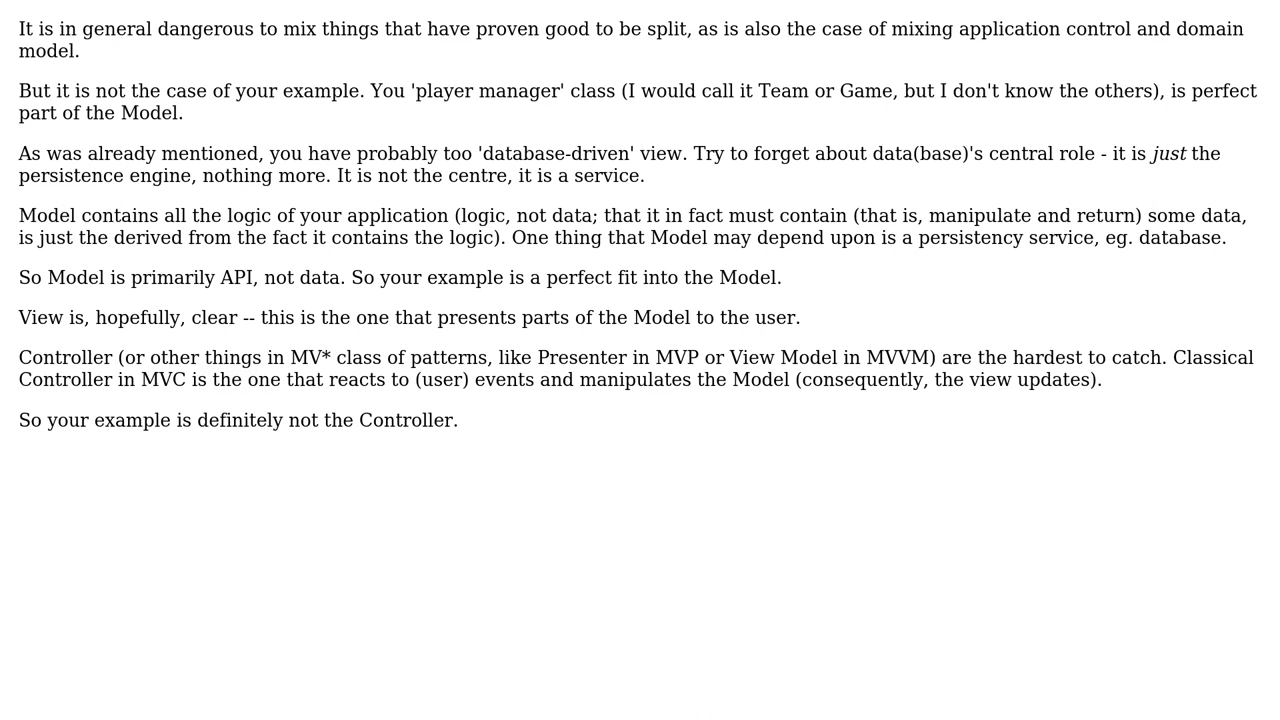 It is in general dangerous to mix things that have proven good to be split, as is also the case of mixing application control and domain
model.
But it is not the case of your example. You 'player manager' class (I would call it Team or Game, but I don't know the others), is perfect
part of the Model.
As was already mentioned, you have probably too 'database-driven' view. Try to forget about data(base)'s central role - it is just the
persistence engine, nothing more. It is not the centre, it is a service.
Model contains all the logic of your application (logic, not data; that it in fact must contain (that is, manipulate and return) some data,
is just the derived from the fact it contains the logic). One thing that Model may depend upon is a persistency service, eg. database.
So Model is primarily API, not data. So your example is a perfect fit into the Model.
View is, hopefully, clear -- this is the one that presents parts of the Model to the user.
Controller (or other things in MV* class of patterns, like Presenter in MVP or View Model in MVVM) are the hardest to catch. Classical
Controller in MVC is the one that reacts to (user) events and manipulates the Model (consequently, the view updates).
So your example is definitely not the Controller.